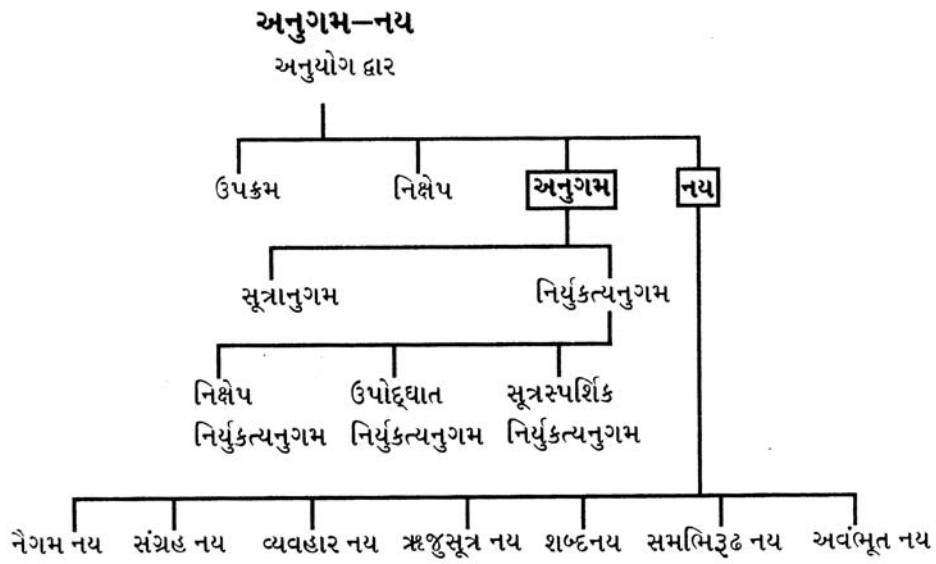 અનુગમ–નય
અનુયોગ દ્વાર
ઉપક્રમ નિક્ષેપ અનુગમ નય
સૂત્રાનુગમ નિર્યુકત્યનુગમ
નિક્ષેપ ઉપોદ્ઘાત સૂત્રસ્પર્શિક
નિર્યુકત્યનુગમ નિર્યુકત્યનુગમ નિર્યુકત્યનુગમ
નૈગમ નય સંગ્રહ નય વ્યવહાર નય ઋજુસૂત્ર નય શબ્દનય સમભિરૂઢ નય અવંભૂત નય